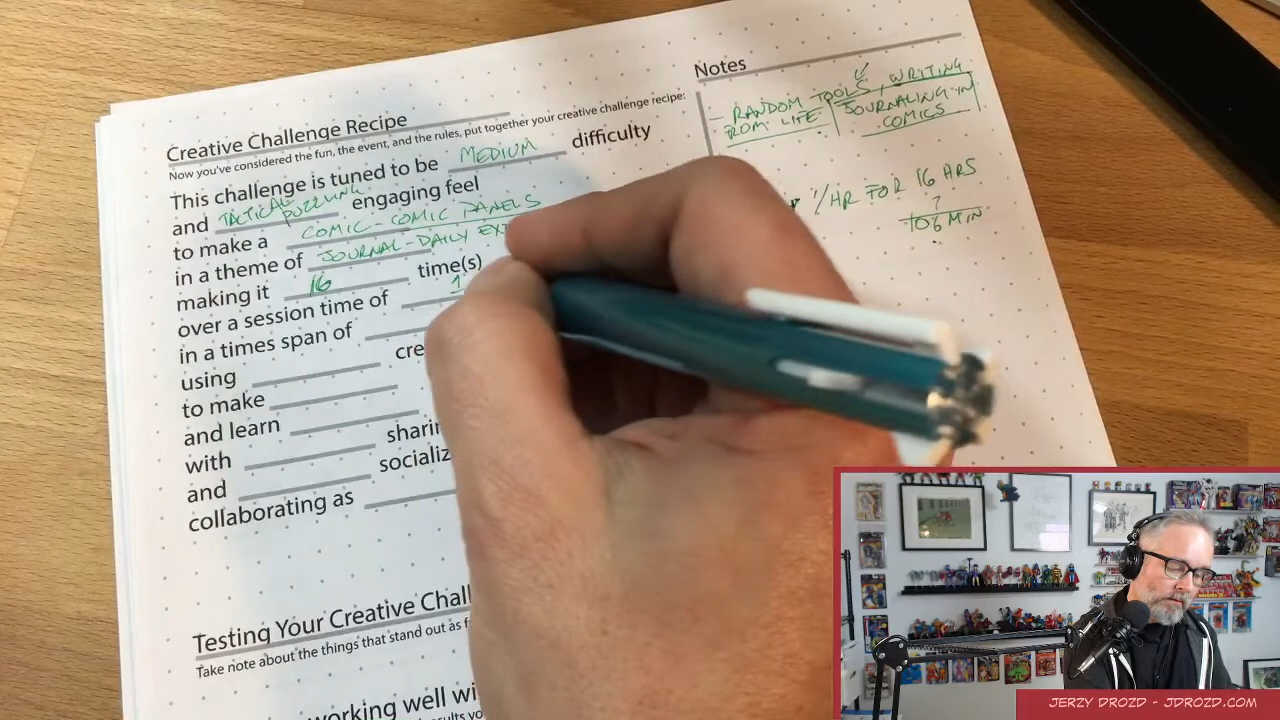 Creative Challenge Recipe
Now you've considered the fun, the event, and the rules, put together your creative challenge recipe:
This challenge is tuned to be MEDIUM difficulty
and TACTICAL PUZZLING engaging feel
to make a COMIC-COMIC PANELS
in a theme of JOURNAL-DAILY
making it 16 time(s)
over a session time of 1
in a times span of
using
to make
and learn
with
and
collaborating as
Testing Your Creative
Take note about the things that stand out as
working well
Notes
- RANDOM TOOLS, WRITING
FROM LIFE JOURNALING IN
COMICS
1/HR FOR 16 HRS
?
106 MIN
JERZY DROZD - JDROZD.COM